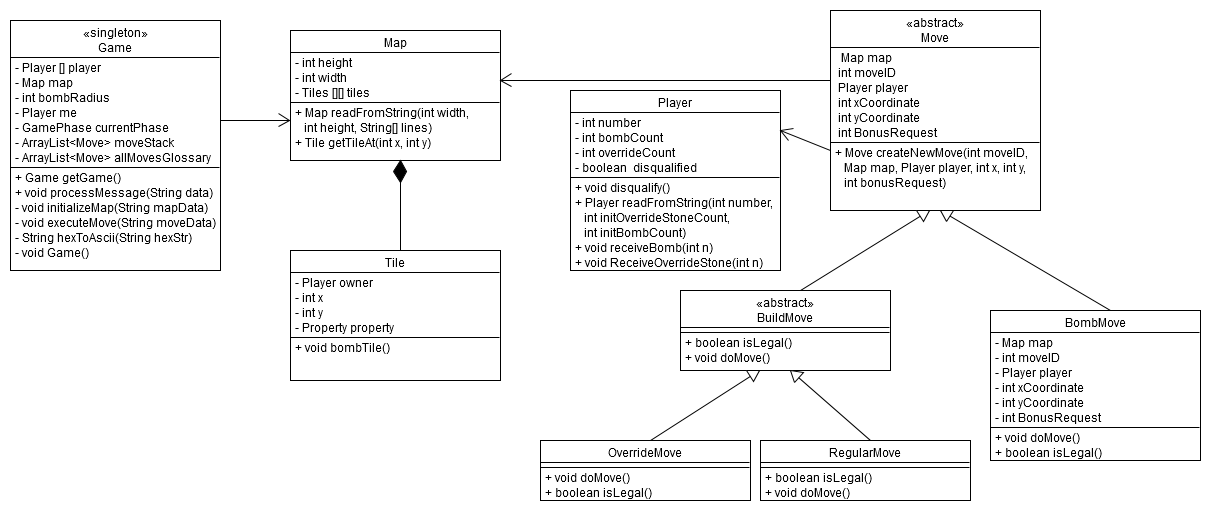 «singleton»
Game
- Player [] player
- Map map
- int bombRadius
- Player me
- GamePhase currentPhase
- ArrayList<Move> moveStack
- ArrayList<Move> allMovesGlossary
+ Game getGame()
+ void processMessage(String data)
- void initializeMap(String mapData)
- void executeMove(String moveData)
- String hexToAscii(String hexStr)
- void Game()
Map
- int height
- int width
- Tiles [][] tiles
+ Map readFromString(int width,
int height, String[] lines)
+ Tile getTileAt(int x, int y)
Tile
- Player owner
- int x
- int y
- Property property
+ void bombTile()
Player
- int number
- int bombCount
- int overrideCount
- boolean disqualified
+ void disqualify()
+ Player readFromString(int number,
int initOverrideStoneCount,
int initBombCount)
+ void receiveBomb(int n)
+ void ReceiveOverrideStone(int n)
«abstract»
Move
Map map
int moveID
Player player
int xCoordinate
int yCoordinate
int BonusRequest
+ Move createNewMove(int moveID,
Map map, Player player, int x, int y,
int bonusRequest)
«abstract»
BuildMove
+ boolean isLegal()
+ void doMove()
BombMove
- Map map
- int moveID
- Player player
- int xCoordinate
- int yCoordinate
- int BonusRequest
+ void doMove()
+ boolean isLegal()
OverrideMove
+ void doMove()
+ boolean isLegal()
RegularMove
+ boolean isLegal()
+ void doMove()